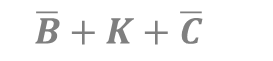 B̅ + K + C̅